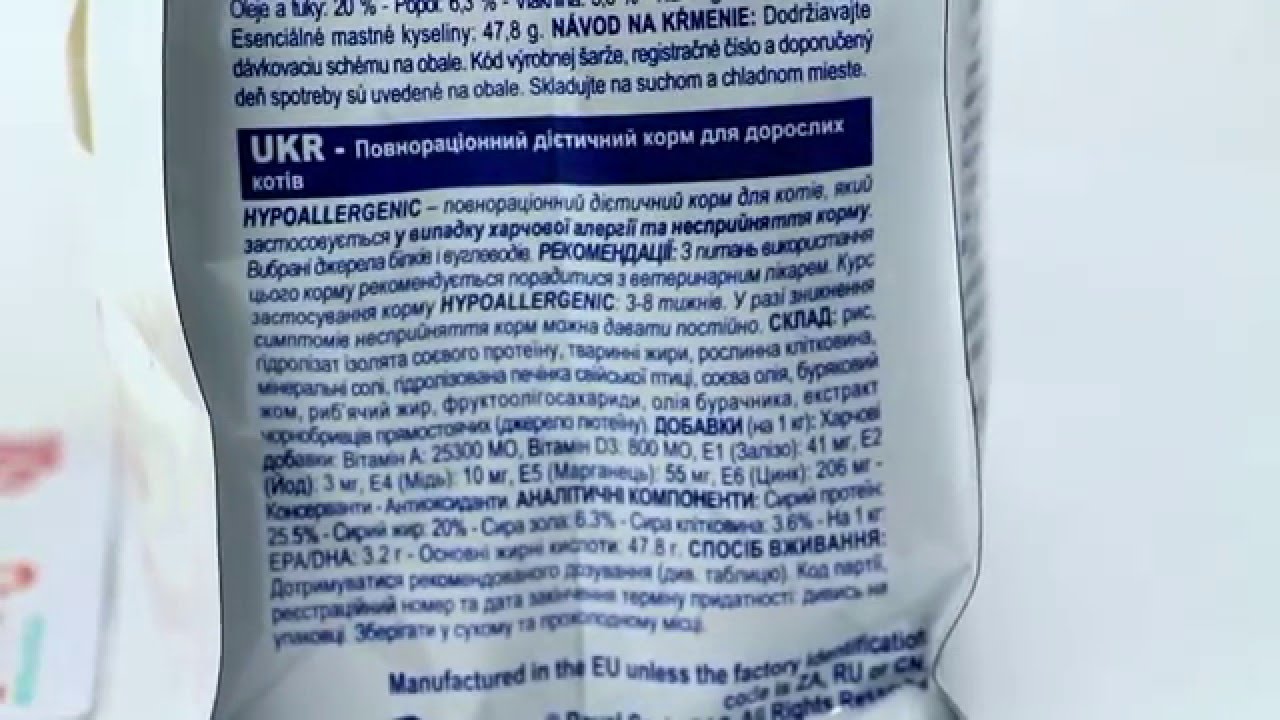 Oleje a tuky: 20 % - Popol: 6,3 % - Vláknina:
Esenciálne mastné kyseliny: 47,8 g. NÁVOD NA KŔMENIE: Dodržiavajte
dávkovaciu schému na obale. Kód výrobnej šarže, registračné číslo a doporučený
deň spotreby sú uvedené na obale. Skladujte na suchom a chladnom mieste.
UKR - Повнораціонний дієтичний корм для дорослих
котів
HYPOALLERGENIC – повнораціонний дієтичний корм для котів, який
застосовується у випадку харчової алергії та несприйняття корму.
Вибрані джерела білків і вуглеводів. РЕКОМЕНДАЦІЇ: З питань використання
цього корму рекомендується порадитися з ветеринарним лікарем. Курс
застосування корму HYPOALLERGENIC: 3-8 тижнів. У разі зникнення
симптомів несприйняття корм можна давати постійно. СКЛАД: рис,
гідролізат ізолята соєвого протеїну, тваринні жири, рослинна клітковина,
мінеральні солі, гідролізована печінка свійської птиці, соєва олія, буряковий
жом, риб'ячий жир, фруктоолігосахариди, олія бурачника, екстракт
чорнобривців прямостоячих (джерело лютеїну). ДОБАВКИ (на 1 кг): Харчові
добавки: Вітамін А: 25300 МО, Вітамін D3: 800 МО, Е1 (Залізо): 41 мг, Е2
(Йод): 3 мг, Е4 (Мідь): 10 мг, Е5 (Марганець): 55 мг, Е6 (Цинк): 206 мг -
Консерванти - Антиоксиданти. АНАЛІТИЧНІ КОМПОНЕНТИ: Сирий протеїн:
25.5% - Сирий жир: 20% - Сира зола: 6.3% - Сира клітковина: 3.6% - На 1 кг:
EPA/DHA: 3.2 г - Основні жирні кислоти: 47.8 г. СПОСІБ ВЖИВАННЯ:
Дотримуватися рекомендованого дозування (див. таблицю). Код партії,
реєстраційний номер та дата закінчення терміну придатності: дивись на
упаковці. Зберігати у сухому та прохолодному місці.
Manufactured in the EU unless the factory identification
code is ZA, RU or CN.
All Rights Reserved